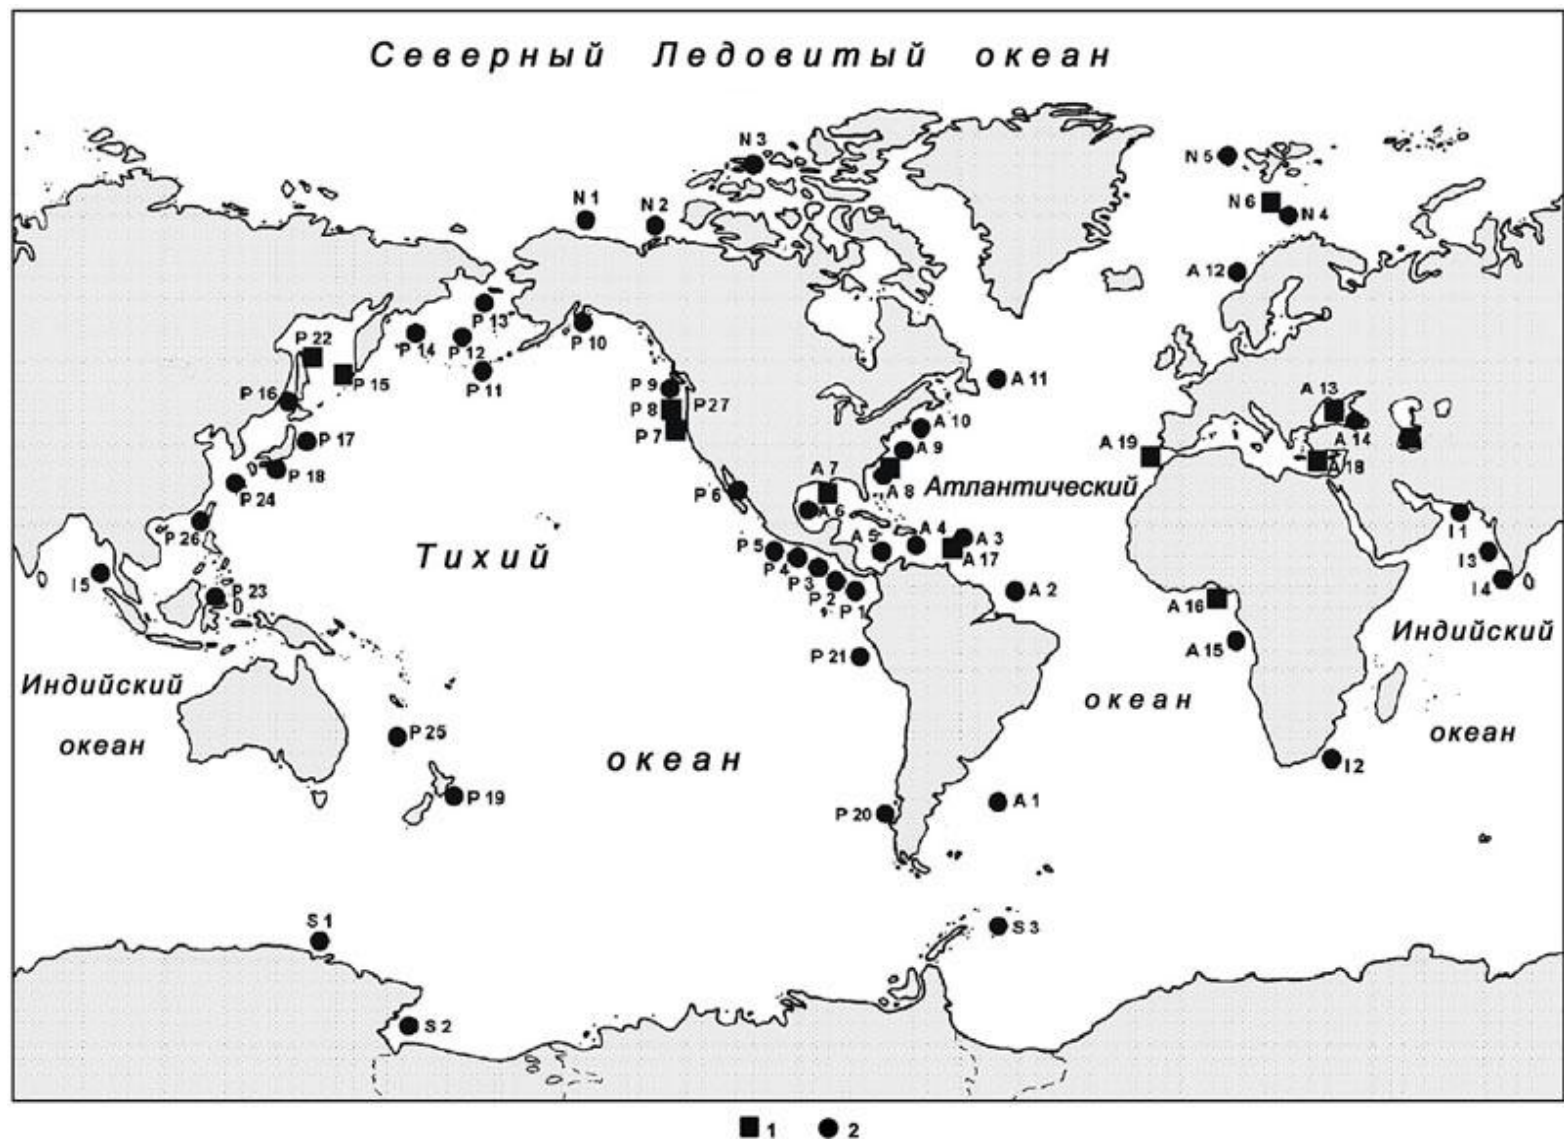 Северный Ледовитый океан
N 3
N 5
N 1
N 2
N 6
N 4
A 12
P 13
P 22
P 14
P 12
P 10
P 15
P 11
A 11
P 9
P 16
P 8
P 27
A 13
P 7
A 10
A 14
P 17
A 9
A 19
P 18
A 7
A 18
P 24
P 6
A 8
Атлантический
A 6
P 26
A 4
A 3
I 1
Тихий
P 5
A 5
A 17
I 3
I 5
P 4
P 3
I 4
P 23
P 2
P 1
A 2
A 16
Индийский
A 15
P 21
Индийский
океан
океан
P 25
океан
океан
I 2
P 19
P 20
A 1
S 1
S 3
S 2
1
2